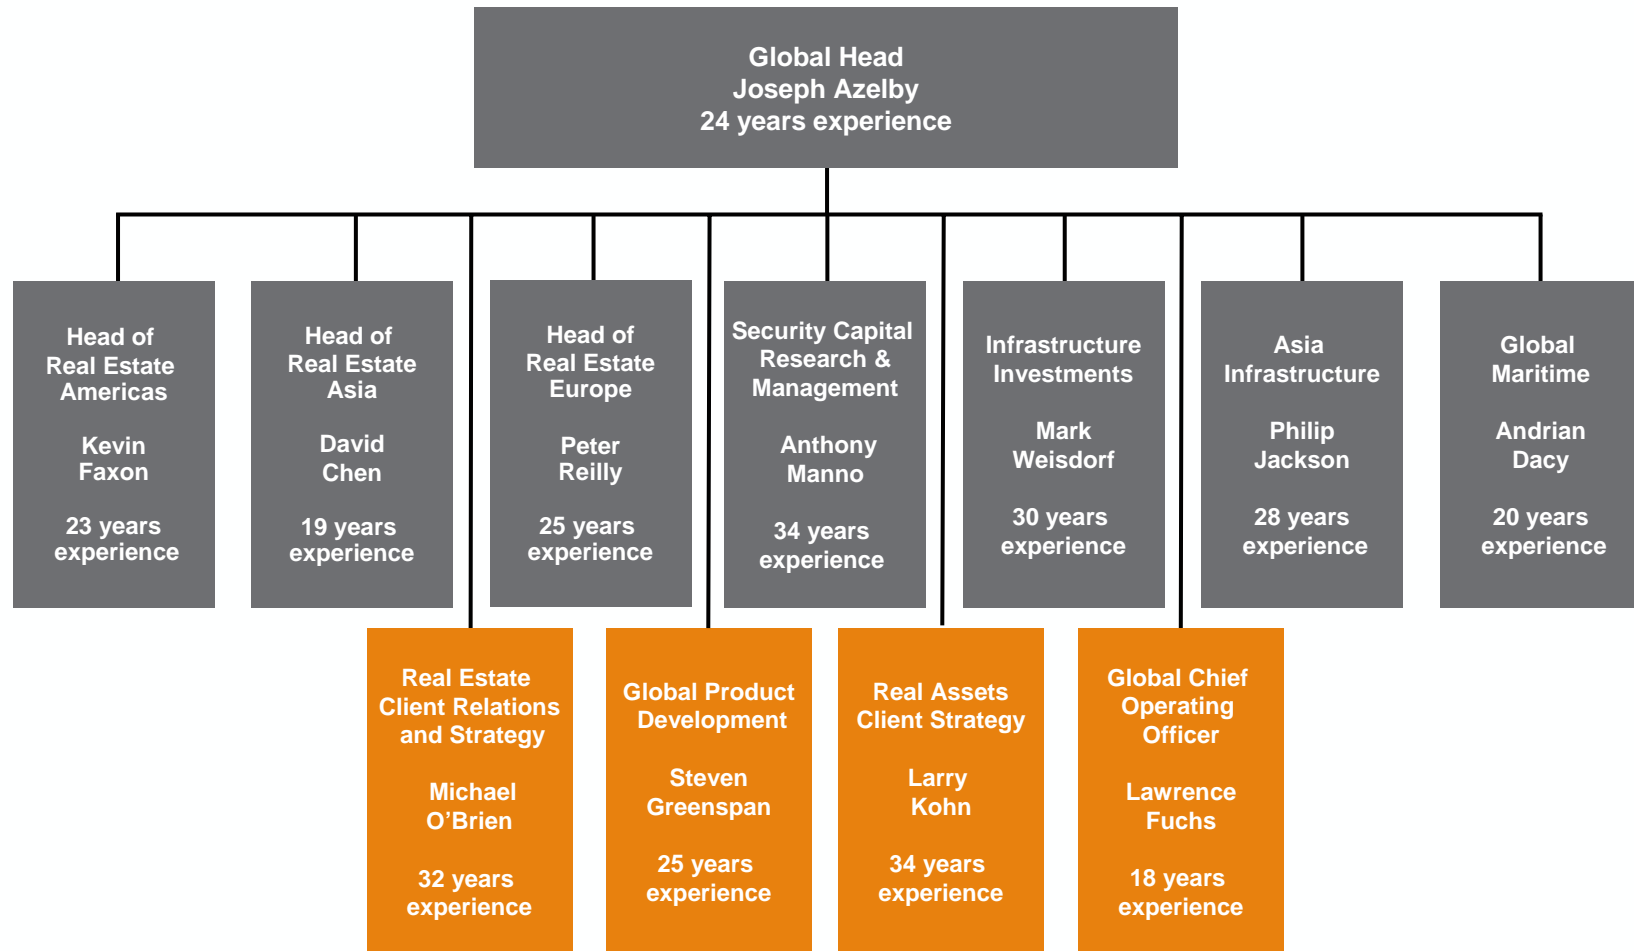 Global Head
Joseph Azelby
24 years experience
Head of
Real Estate
Americas
Kevin
Faxon
23 years
experience
Head of
Real Estate
Asia
David
Chen
19 years
experience
Head of
Real Estate
Europe
Peter
Reilly
25 years
experience
Security Capital
Research &
Management
Anthony
Manno
34 years
experience
Infrastructure
Investments
Mark
Weisdorf
30 years
experience
Asia
Infrastructure
Philip
Jackson
28 years
experience
Global
Maritime
Andrian
Dacy
20 years
experience
Real Estate
Client Relations
and Strategy
Michael
O’Brien
32 years
experience
Global Product
Development
Steven
Greenspan
25 years
experience
Real Assets
Client Strategy
Larry
Kohn
34 years
experience
Global Chief
Operating
Officer
Lawrence
Fuchs
18 years
experience